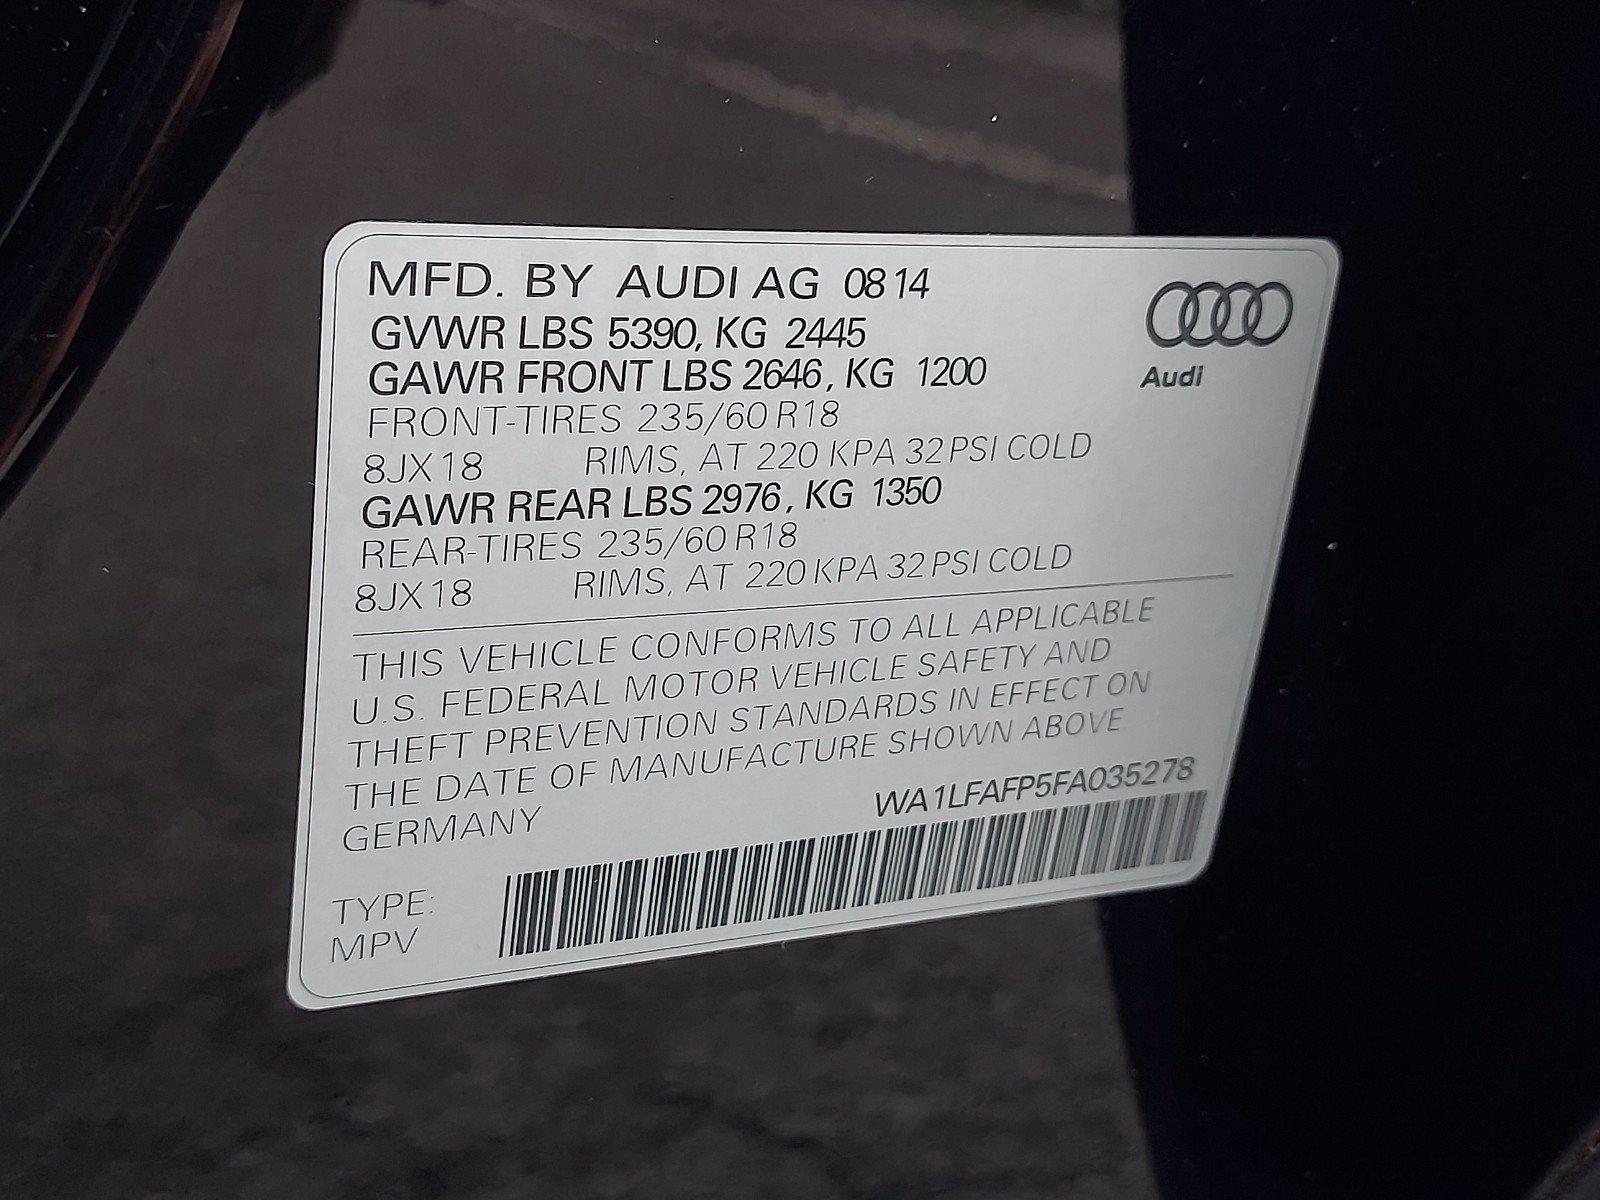 MFD. BY AUDI AG 0814
GVWR LBS 5390, KG 2445
GAWR FRONT LBS 2646, KG 1200
FRONT-TIRES 235/60 R18
8JX18 RIMS, AT 220 KPA 32 PSI COLD
GAWR REAR LBS 2976, KG 1350
REAR-TIRES 235/60 R18
8JX18 RIMS, AT 220 KPA 32 PSI COLD
Audi
THIS VEHICLE CONFORMS TO ALL APPLICABLE
U.S. FEDERAL MOTOR VEHICLE SAFETY AND
THEFT PREVENTION STANDARDS IN EFFECT ON
THE DATE OF MANUFACTURE SHOWN ABOVE
GERMANY
WA1LFAFP5FA035278
TYPE:
MPV